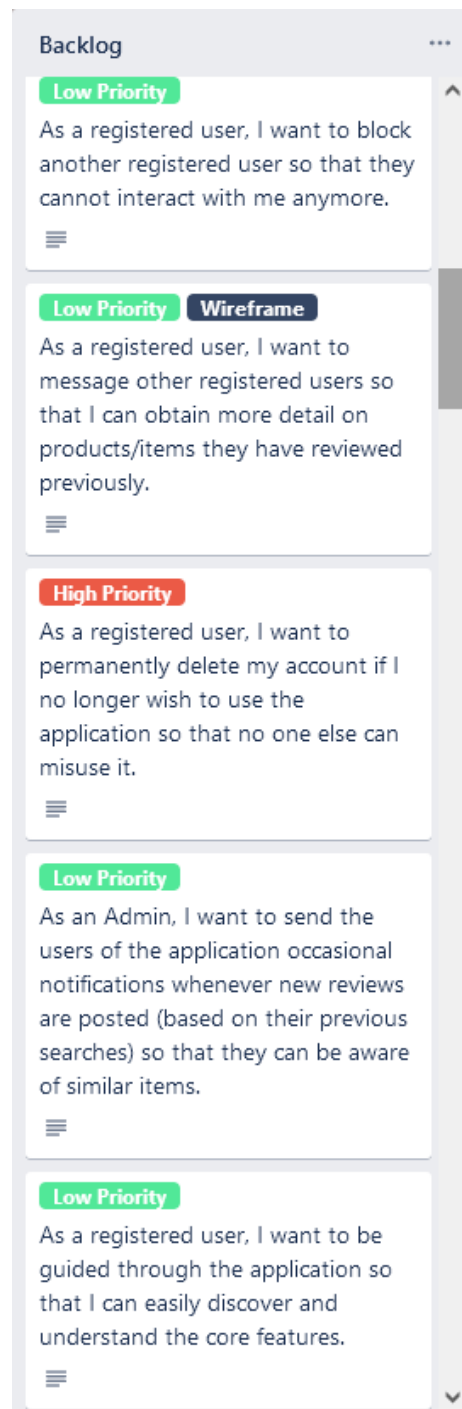 Backlog
Low Priority
As a registered user, I want to block
another registered user so that they
cannot interact with me anymore.
Low Priority Wireframe
As a registered user, I want to
message other registered users so
that I can obtain more detail on
products/items they have reviewed
previously.
High Priority
As a registered user, I want to
permanently delete my account if I
no longer wish to use the
application so that no one else can
misuse it.
Low Priority
As an Admin, I want to send the
users of the application occasional
notifications whenever new reviews
are posted (based on their previous
searches) so that they can be aware
of similar items.
Low Priority
As a registered user, I want to be
guided through the application so
that I can easily discover and
understand the core features.